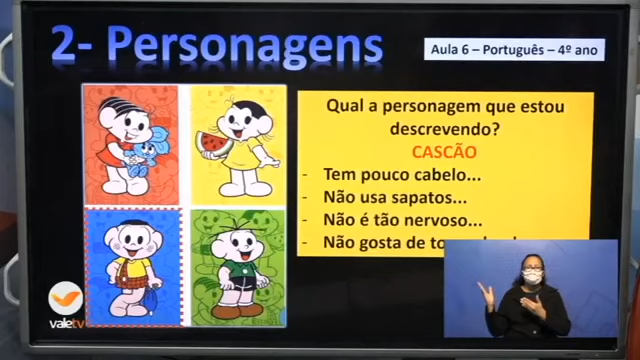 2- Personagens
Aula 6 – Português – 4º ano
Qual a personagem que estou
descrevendo?
CASCÃO
- Tem pouco cabelo...
- Não usa sapatos...
- Não é tão nervoso...
- Não gosta de
valetv